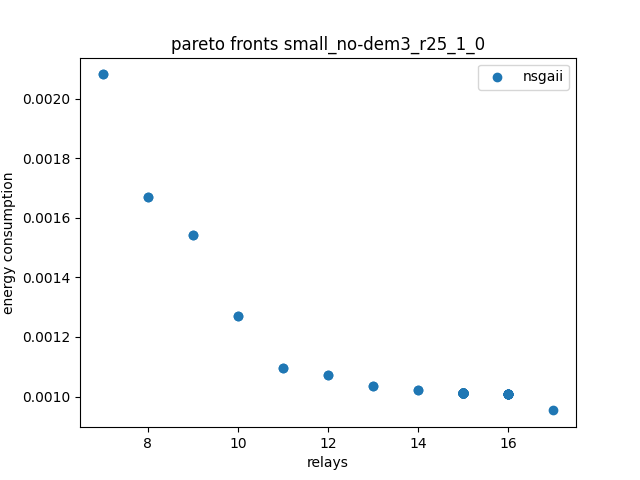 pareto fronts small_no-dem3_r25_1_0
nsgaii
energy consumption
0.0020
0.0018
0.0016
0.0014
0.0012
0.0010
8 10 12 14 16
relays